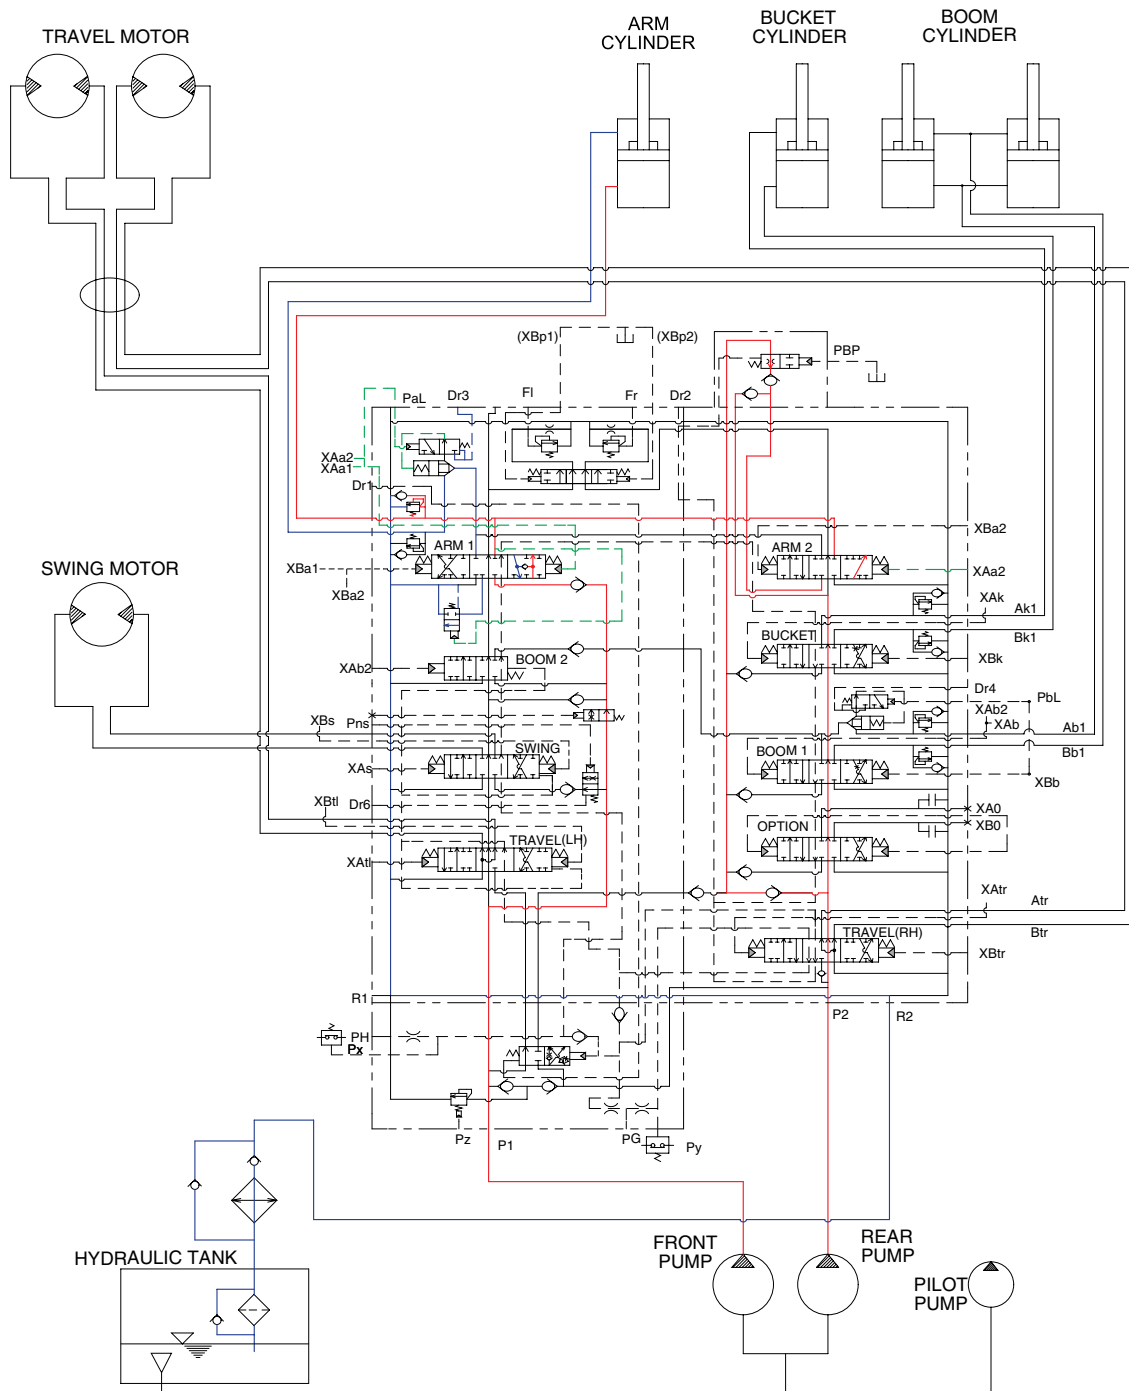 TRAVEL MOTOR
ARM
CYLINDER
BUCKET
CYLINDER
BOOM
CYLINDER
(XBp1)
(XBp2)
PBP
PaL
Dr3
Fl
Fr
Dr2
XAa2
XAa1
Dr1
ARM 1
ARM 2
XBa2
XBa1
XBa2
XAa2
SWING MOTOR
XAk
Ak1
BUCKET
Bk1
XAb2
BOOM 2
XBk
Dr4
PbL
XAb2
XAb
XBs
Pns
Ab1
SWING
BOOM 1
Bb1
XAs
XBb
XBtl
Dr6
XA0
XB0
OPTION
TRAVEL(LH)
XAtl
XAtr
Atr
TRAVEL(RH)
Btr
XBtr
R1
P2
R2
PH
Px
Pz
P1
PG
Py
HYDRAULIC TANK
FRONT
PUMP
REAR
PUMP
PILOT
PUMP